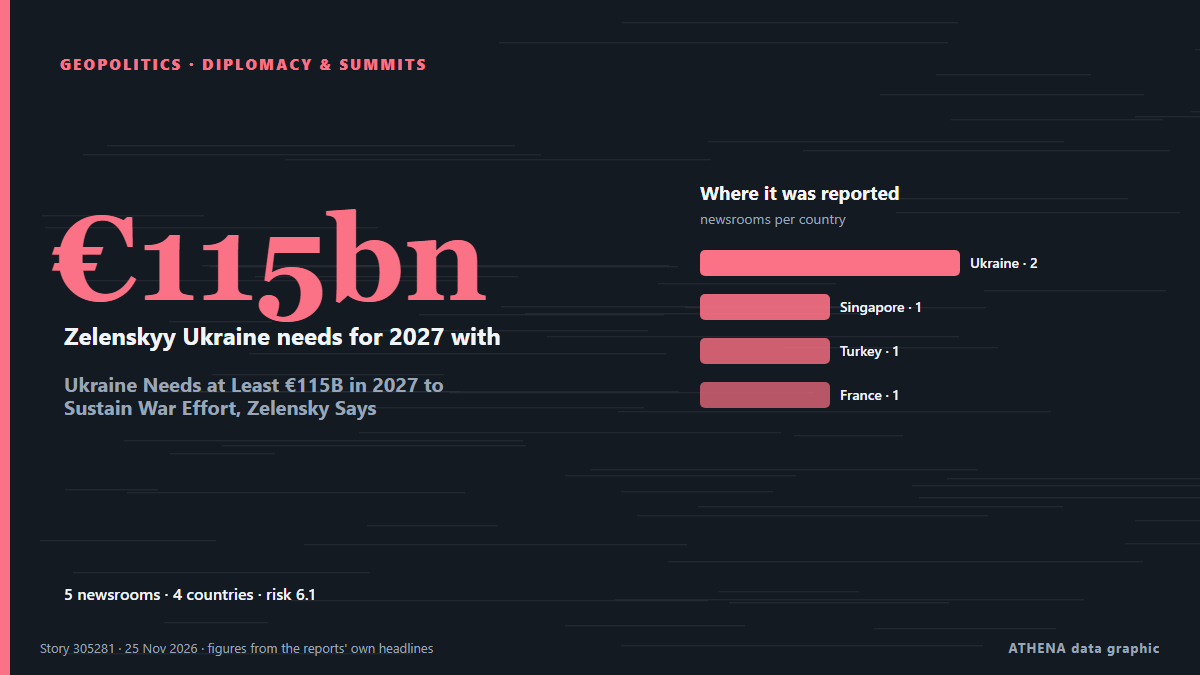 GEOPOLITICS · DIPLOMACY & SUMMITS
€115bn
Zelenskyy Ukraine needs for 2027 with
Ukraine Needs at Least €115B in 2027 to
Sustain War Effort, Zelensky Says
Where it was reported
newsrooms per country
Ukraine · 2
Singapore · 1
Turkey · 1
France · 1
5 newsrooms · 4 countries · risk 6.1
Story 305281 · 25 Nov 2026 · figures from the reports' own headlines
ATHENA data graphic